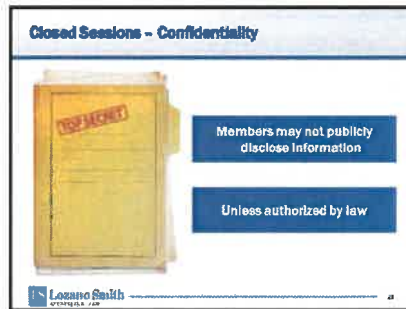 Closed Sessions – Confidentiality
TOP SECRET
Members may not publicly
disclose information
Unless authorized by law
Lozano Smith